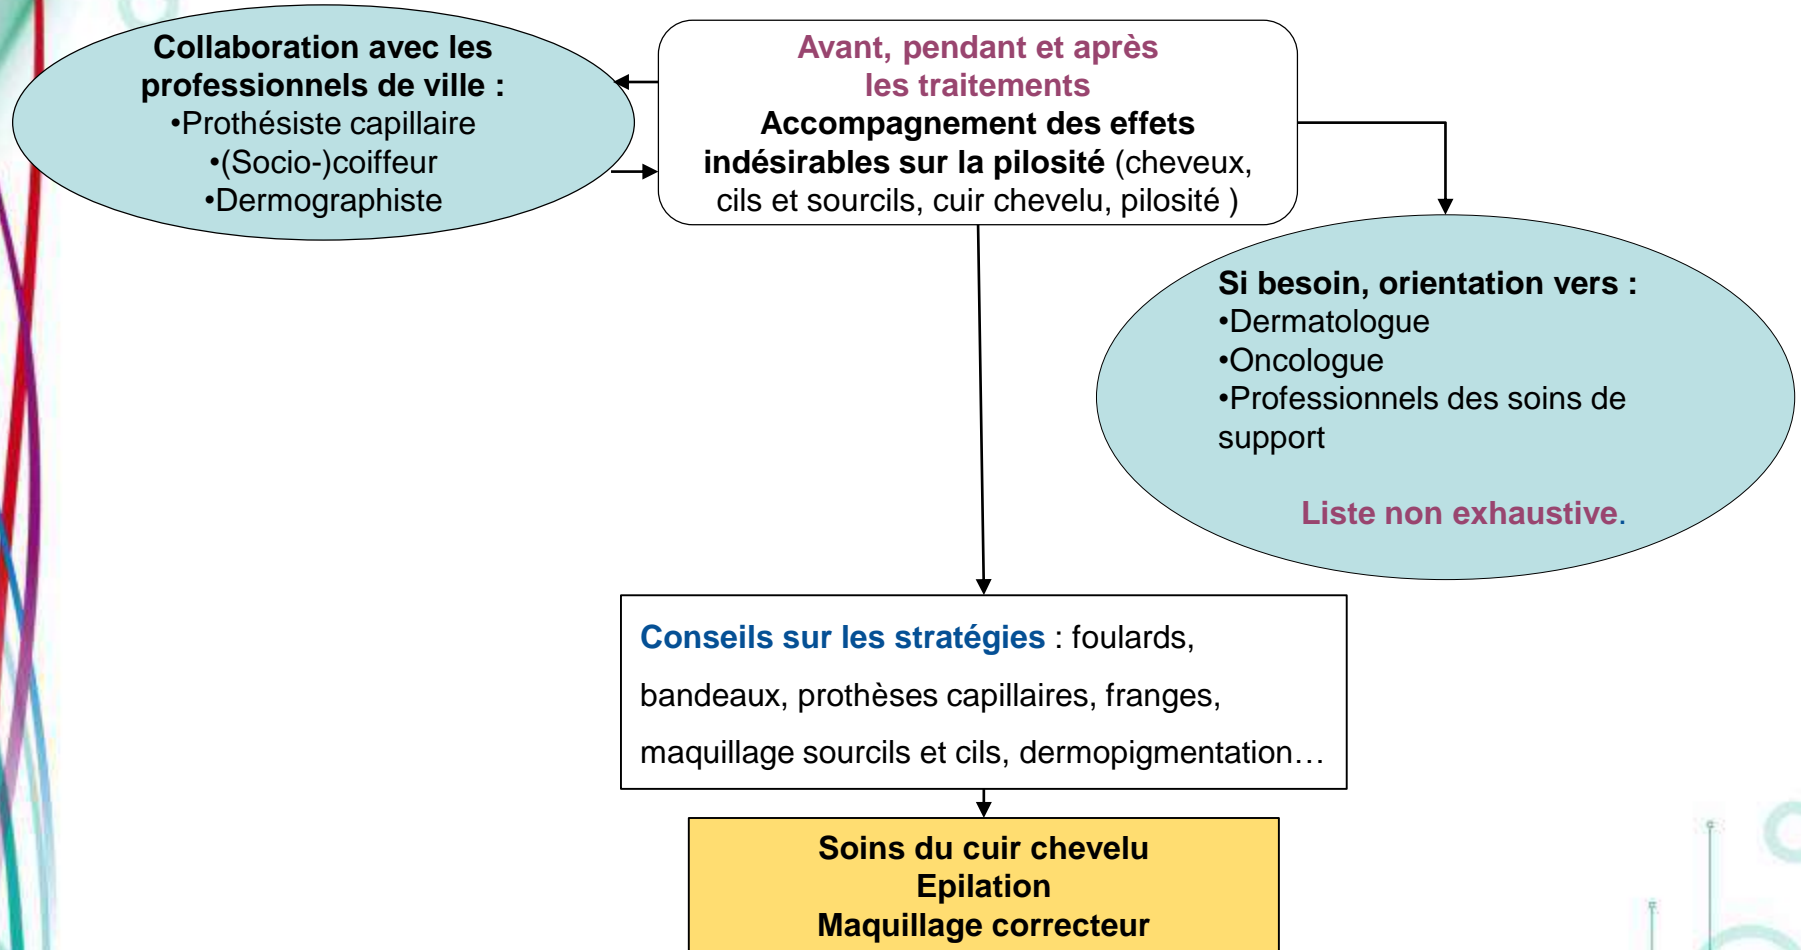 Collaboration avec les
professionnels de ville :
•Prothésiste capillaire
•(Socio-)coiffeur
•Dermographiste
Avant, pendant et après
les traitements
Accompagnement des effets
indésirables sur la pilosité (cheveux,
cils et sourcils, cuir chevelu, pilosité )
Si besoin, orientation vers :
•Dermatologue
•Oncologue
•Professionnels des soins de
support
Liste non exhaustive.
Conseils sur les stratégies : foulards,
bandeaux, prothèses capillaires, franges,
maquillage sourcils et cils, dermopigmentation…
Soins du cuir chevelu
Epilation
Maquillage correcteur